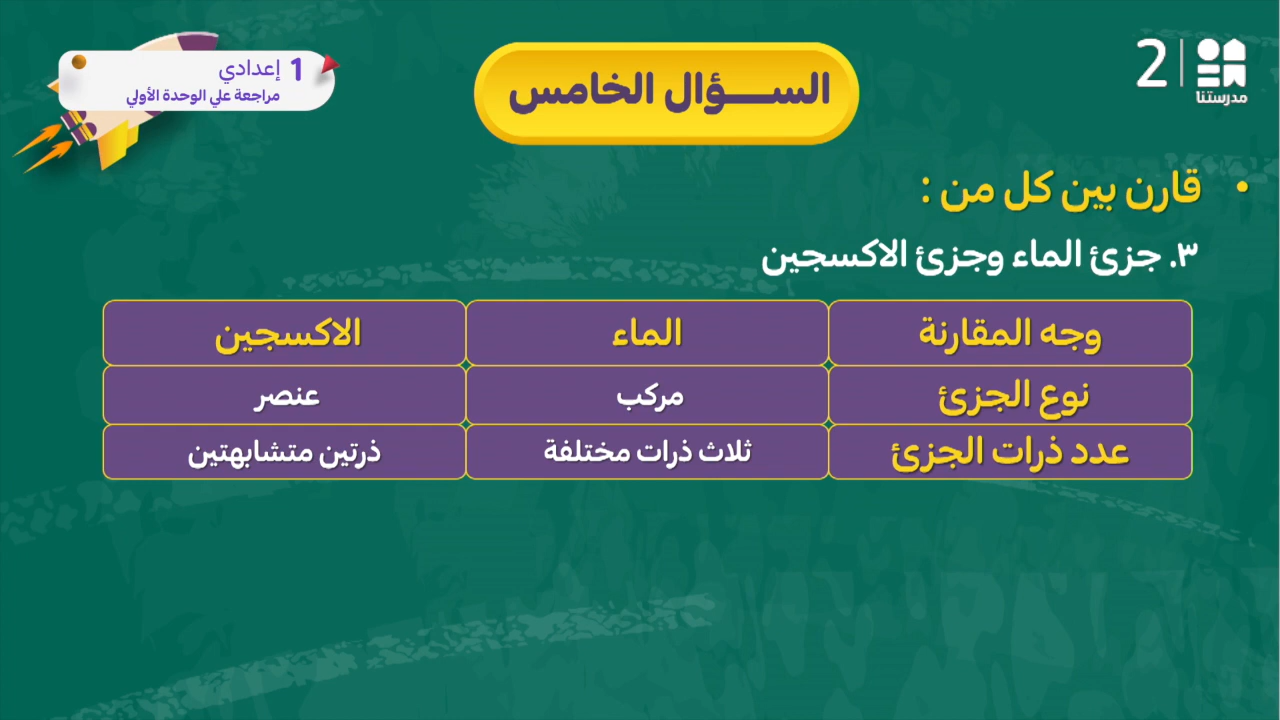 2
مدرستنا
1 إعدادي
مراجعة علي الوحدة الأولي
الســـؤال الخامس
• قارن بين كل من :
٣. جزئ الماء وجزئ الاكسجين
وجه المقارنة الماء الاكسجين
نوع الجزئ مركب عنصر
عدد ذرات الجزئ ثلاث ذرات مختلفة ذرتين متشابهتين